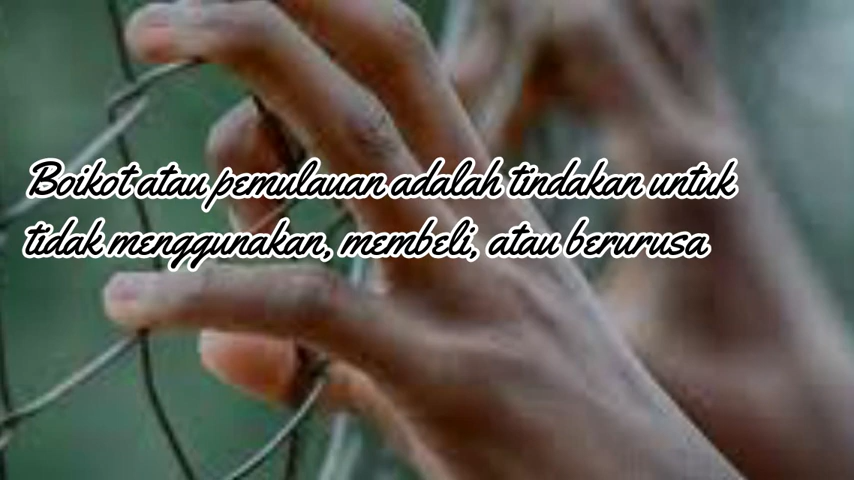 Boikot atau pemulauan adalah tindakan untuk
tidak menggunakan, membeli, atau berurusa